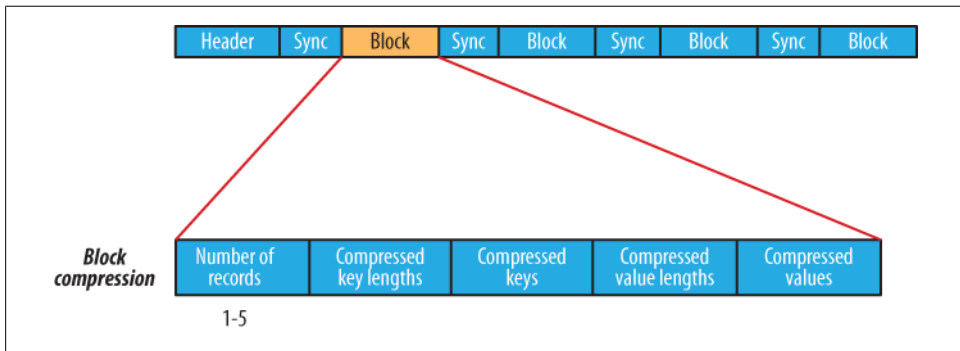 Header Sync Block Sync Block Sync Block Sync Block
Block compression
Number of records
Compressed key lengths
Compressed keys
Compressed value lengths
Compressed values
1-5